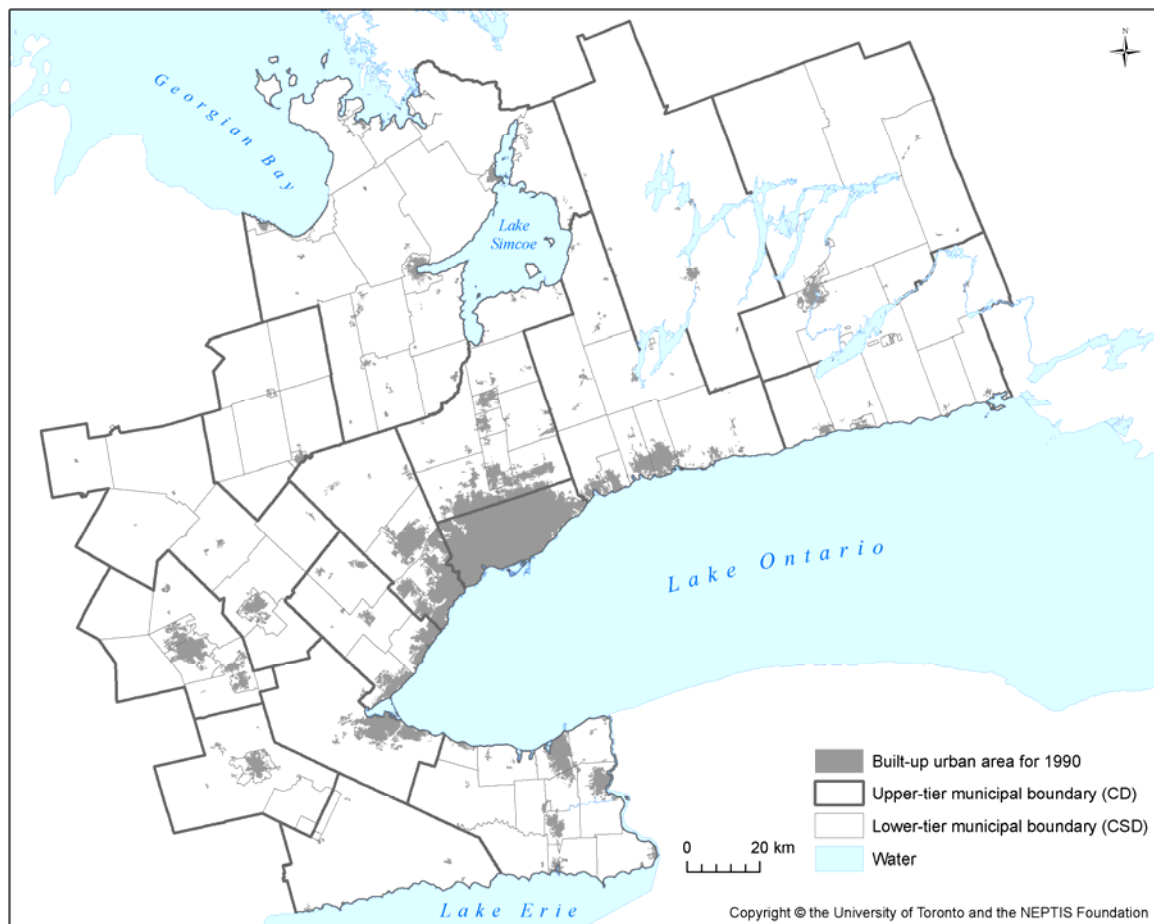 N
Georgian Bay
Lake
Simcoe
Lake Ontario
Built-up urban area for 1990
Upper-tier municipal boundary (CD)
Lower-tier municipal boundary (CSD)
0 20 km
Water
Lake Erie
Copyright © the University of Toronto and the NEPTIS Foundation